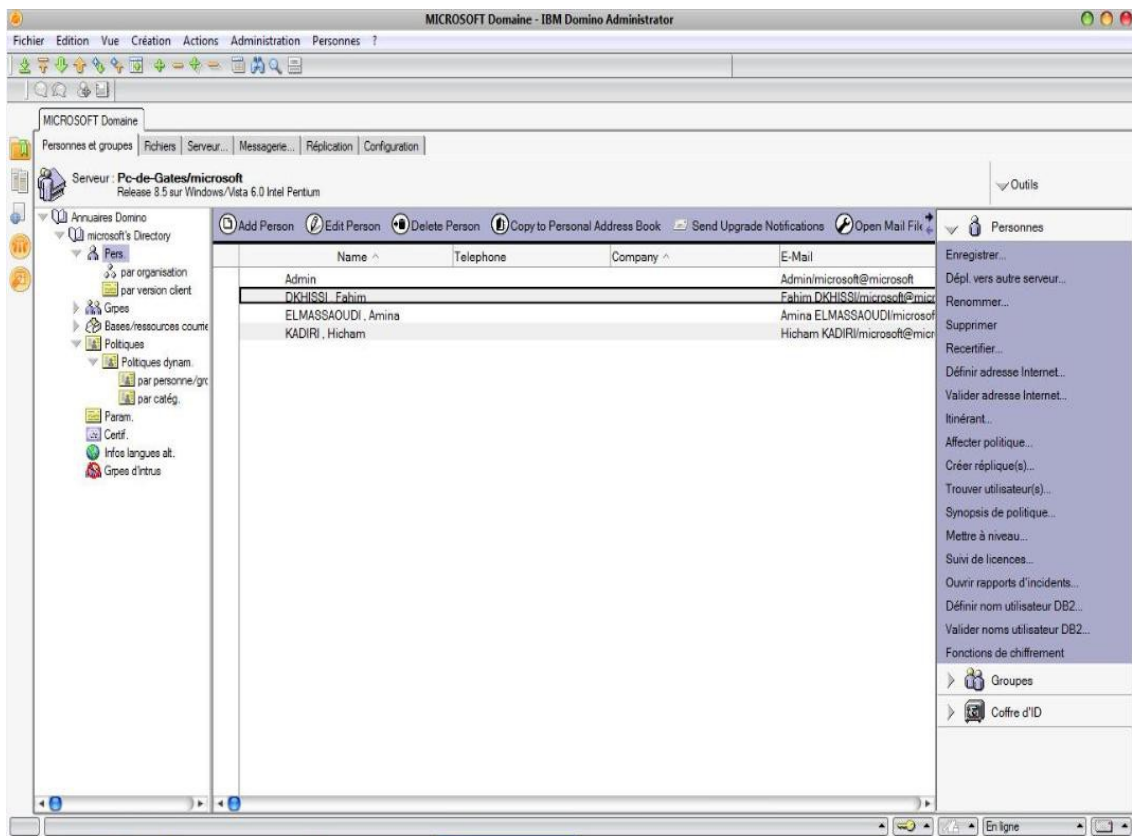 MICROSOFT Domaine - IBM Domino Administrator
Fichier Edition Vue Création Actions Administration Personnes ?
MICROSOFT Domaine
Personnes et groupes Fichiers Serveur... Messagerie... Réplication Configuration
Serveur : Pc-de-Gates/microsoft
Release 8.5 sur Windows/Vista 6.0 Intel Pentium
Outils
Annuaires Domino
microsoft's Directory
Pers.
par organisation
par version client
Grpes
Bases/ressources courrie
Politiques
Politiques dynam.
par personne/grc
par catég.
Param.
Certif.
Infos langues alt.
Grpes d'intrus
Add Person Edit Person Delete Person Copy to Personal Address Book Send Upgrade Notifications Open Mail File
Name Telephone Company E-Mail
Admin Admin/microsoft@microsoft
DKHISSI , Fahim Fahim DKHISSI/microsoft@micr
ELMASSAOUDI , Amina Amina ELMASSAOUDI/microsof
KADIRI , Hicham Hicham KADIRI/microsoft@micr
Personnes
Enregistrer...
Dépl. vers autre serveur...
Renommer...
Supprimer
Recertifier...
Définir adresse Internet...
Valider adresse Internet...
Itinérant...
Affecter politique...
Créer réplique(s)...
Trouver utilisateur(s)...
Synopsis de politique...
Mettre à niveau...
Suivi de licences...
Ouvrir rapports d'incidents...
Définir nom utilisateur DB2...
Valider noms utilisateur DB2...
Fonctions de chiffrement
Groupes
Coffre d'ID
En ligne